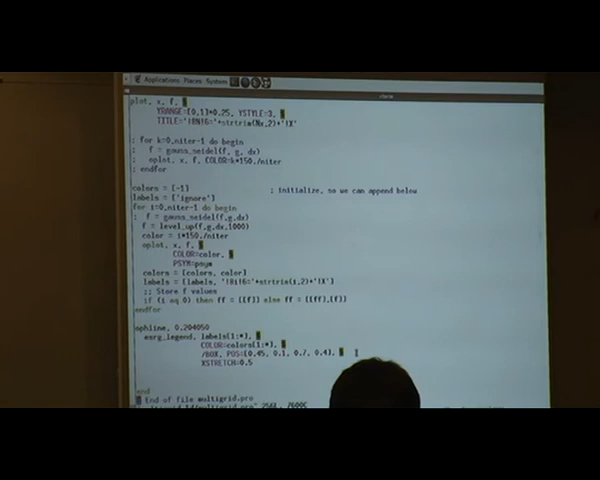 Applications Places System
plot, x, f, $
YRANGE=[0,1]*0.25, YSTYLE=3, $
TITLE='!8N!6='+strtrim(Nx,2)+'!X'
; for k=0,niter-1 do begin
;   f = gauss_seidel(f, g, dx)
;   oplot, x, f, COLOR=k*150./niter
; endfor
colors = [-1]    ; initialize, so we can append below
labels = ['ignore']
for i=0,niter-1 do begin
;  f = gauss_seidel(f,g,dx)
f = level_up(f,g,dx,1000)
color = i*150./niter
oplot, x, f, $
COLOR=color, $
PSYM=psym
colors = [colors, color]
labels = [labels, '!8i!6='+strtrim(i,2)+'!X']
;; Store f values
if (i eq 0) then ff = [[f]] else ff = [[ff],[f]]
endfor
ophline, 0.204050
esrg_legend, labels[1:*], $
COLOR=colors[1:*], $
/BOX, POS=[0.45, 0.1, 0.7, 0.4], $
XSTRETCH=0.5
end
End of file multigrid.pro